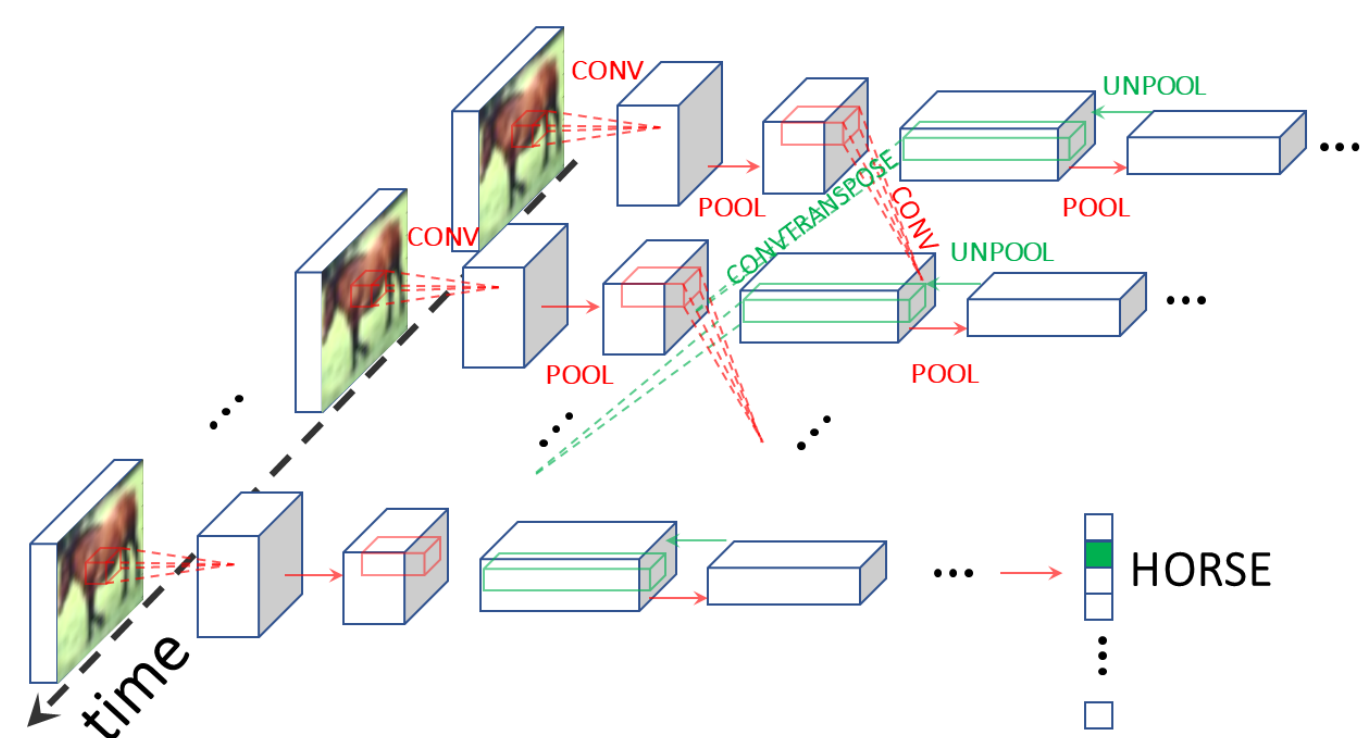 CONV
UNPOOL
POOL
CONVTRANSPOSE
CONV
POOL
CONV
UNPOOL
POOL
POOL
HORSE
time